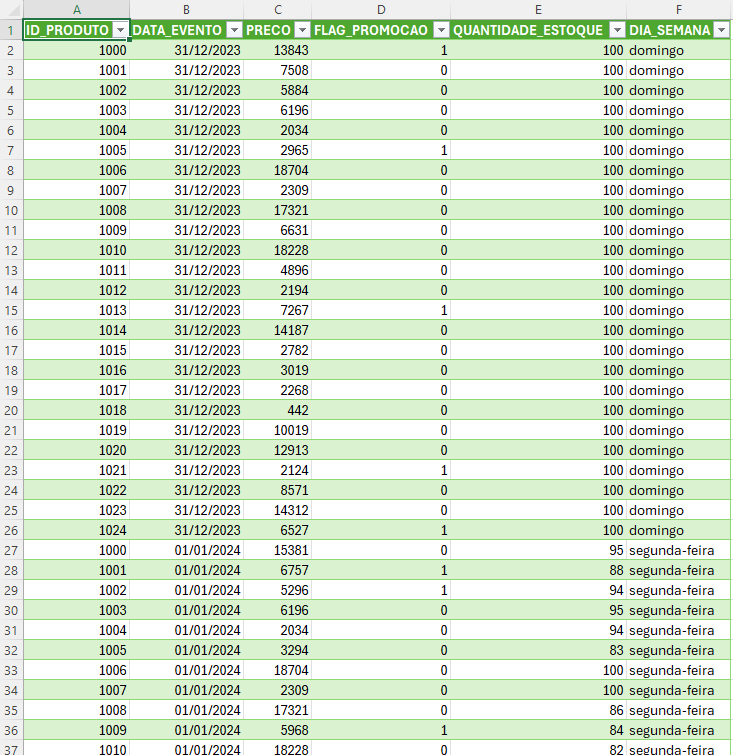 A B C D E F
1 ID_PRODUTO DATA_EVENTO PRECO FLAG_PROMOCAO QUANTIDADE_ESTOQUE DIA_SEMANA
2 1000 31/12/2023 13843 1 100 domingo
3 1001 31/12/2023 7508 0 100 domingo
4 1002 31/12/2023 5884 0 100 domingo
5 1003 31/12/2023 6196 0 100 domingo
6 1004 31/12/2023 2034 0 100 domingo
7 1005 31/12/2023 2965 1 100 domingo
8 1006 31/12/2023 18704 0 100 domingo
9 1007 31/12/2023 2309 0 100 domingo
10 1008 31/12/2023 17321 0 100 domingo
11 1009 31/12/2023 6631 0 100 domingo
12 1010 31/12/2023 18228 0 100 domingo
13 1011 31/12/2023 4896 0 100 domingo
14 1012 31/12/2023 2194 0 100 domingo
15 1013 31/12/2023 7267 1 100 domingo
16 1014 31/12/2023 14187 0 100 domingo
17 1015 31/12/2023 2782 0 100 domingo
18 1016 31/12/2023 3019 0 100 domingo
19 1017 31/12/2023 2268 0 100 domingo
20 1018 31/12/2023 442 0 100 domingo
21 1019 31/12/2023 10019 0 100 domingo
22 1020 31/12/2023 12913 0 100 domingo
23 1021 31/12/2023 2124 1 100 domingo
24 1022 31/12/2023 8571 0 100 domingo
25 1023 31/12/2023 14312 0 100 domingo
26 1024 31/12/2023 6527 1 100 domingo
27 1000 01/01/2024 15381 0 95 segunda-feira
28 1001 01/01/2024 6757 1 88 segunda-feira
29 1002 01/01/2024 5296 1 94 segunda-feira
30 1003 01/01/2024 6196 0 95 segunda-feira
31 1004 01/01/2024 2034 0 94 segunda-feira
32 1005 01/01/2024 3294 0 83 segunda-feira
33 1006 01/01/2024 18704 0 100 segunda-feira
34 1007 01/01/2024 2309 0 100 segunda-feira
35 1008 01/01/2024 17321 0 86 segunda-feira
36 1009 01/01/2024 5968 1 84 segunda-feira
37 1010 01/01/2024 18228 0 82 segunda-feira